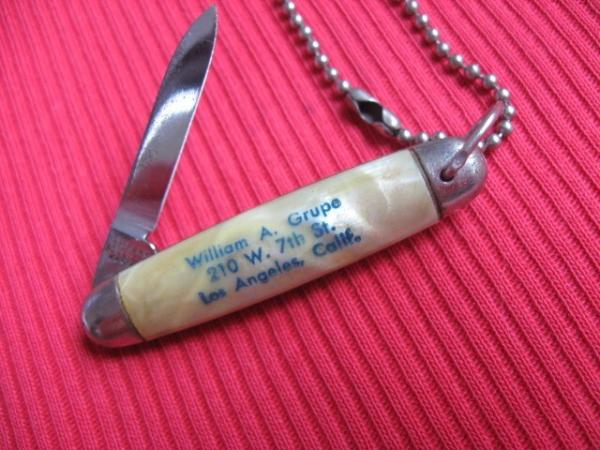 William A. Grupe
210 W. 7th St.
Los Angeles, Calif.